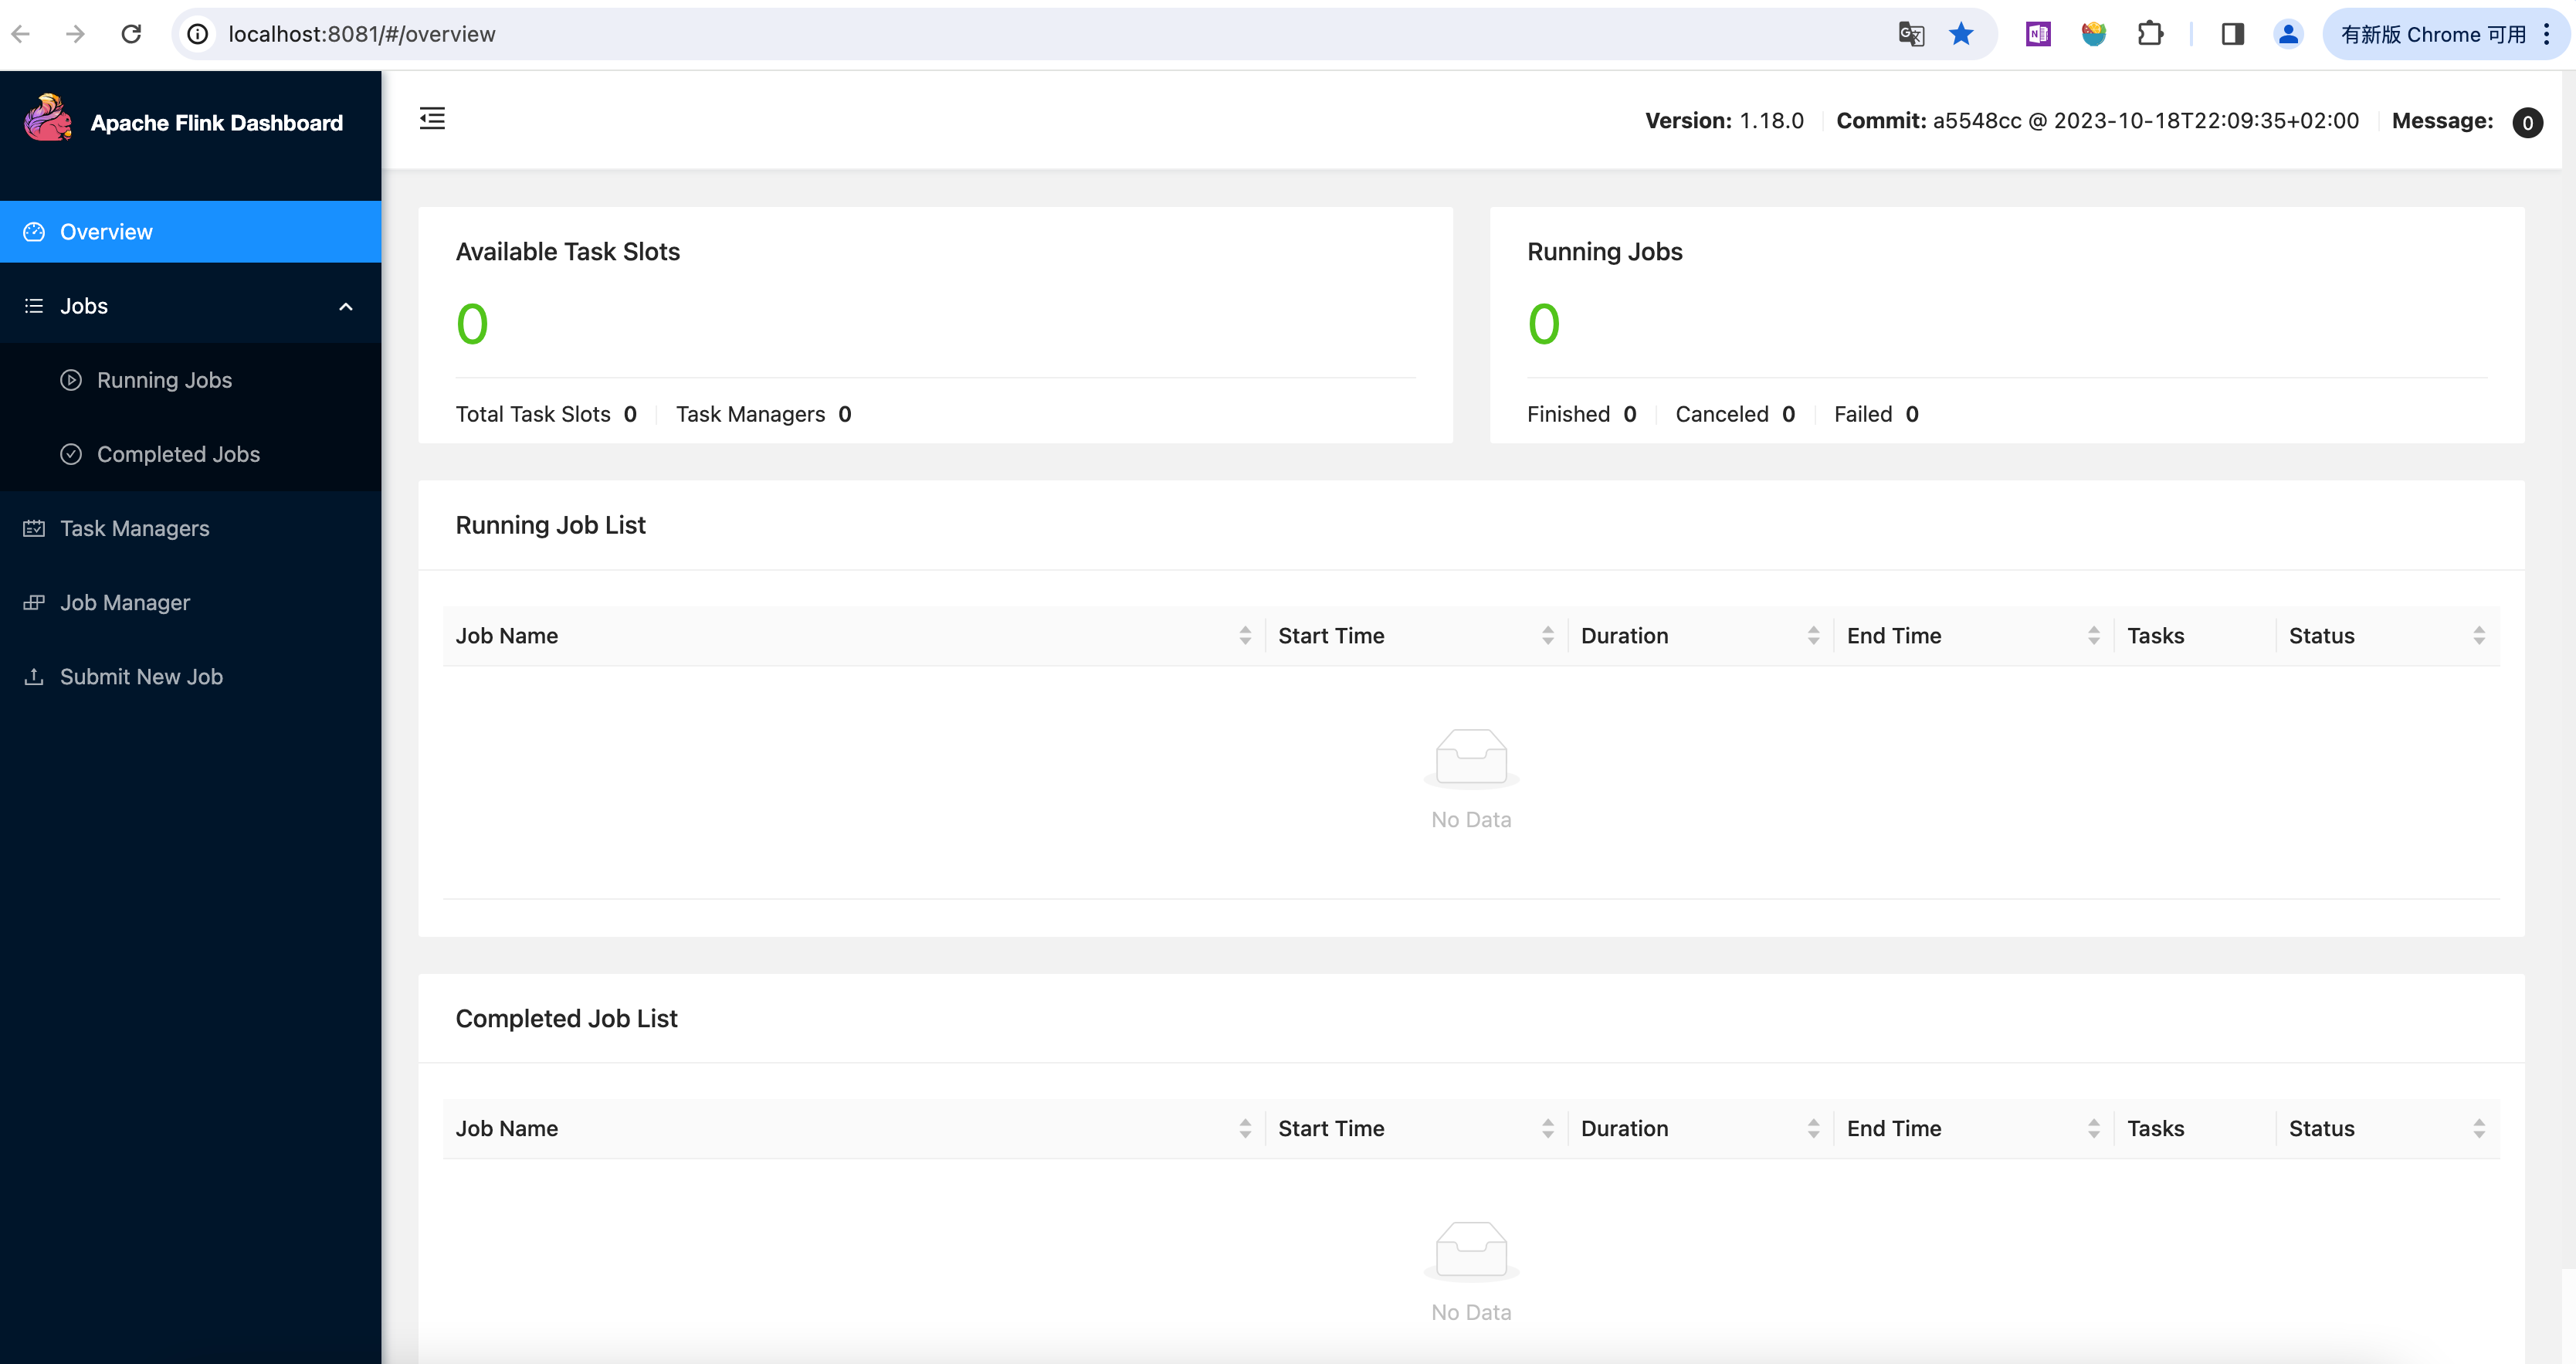 localhost:8081/#/overview
有新版 Chrome 可用
Apache Flink Dashboard
Version: 1.18.0 Commit: a5548cc @ 2023-10-18T22:09:35+02:00 Message: 0
Overview
Jobs
Running Jobs
Completed Jobs
Task Managers
Job Manager
Submit New Job
Available Task Slots
0
Total Task Slots 0 Task Managers 0
Running Jobs
0
Finished 0 Canceled 0 Failed 0
Running Job List
Job Name Start Time Duration End Time Tasks Status
No Data
Completed Job List
Job Name Start Time Duration End Time Tasks Status
No Data